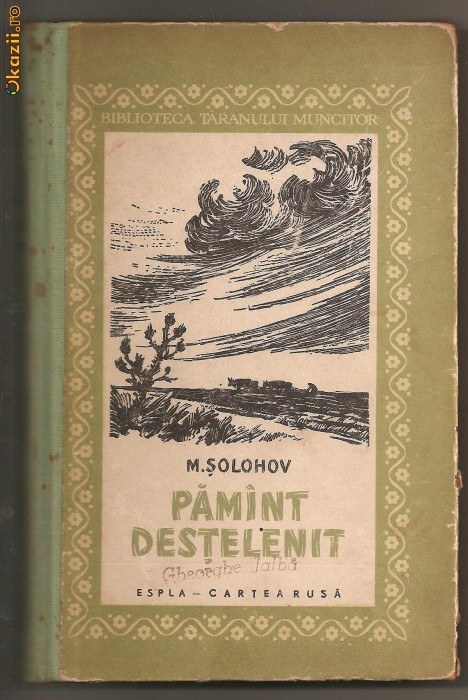 Okazii.ro
BIBLIOTECA ȚĂRANULUI MUNCITOR
M.ȘOLOHOV
PĂMÎNT
DESȚELENIT
Gheorghe Jalbă
ESPLA – CARTEA RUSĂ